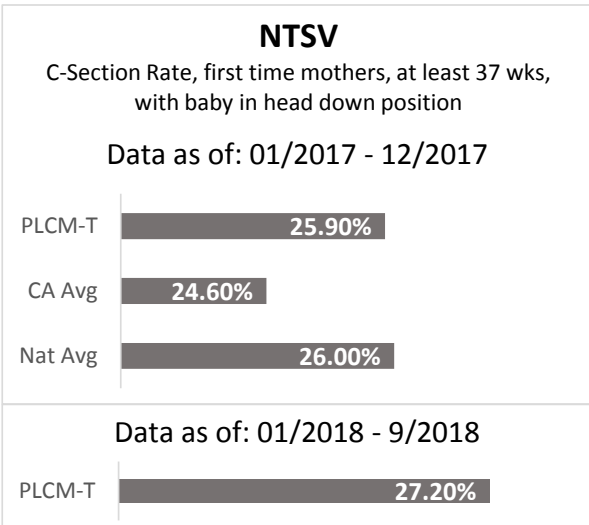 NTSV
C-Section Rate, first time mothers, at least 37 wks,
with baby in head down position
Data as of: 01/2017 - 12/2017
PLCM-T 25.90%
CA Avg 24.60%
Nat Avg 26.00%
Data as of: 01/2018 - 9/2018
PLCM-T 27.20%